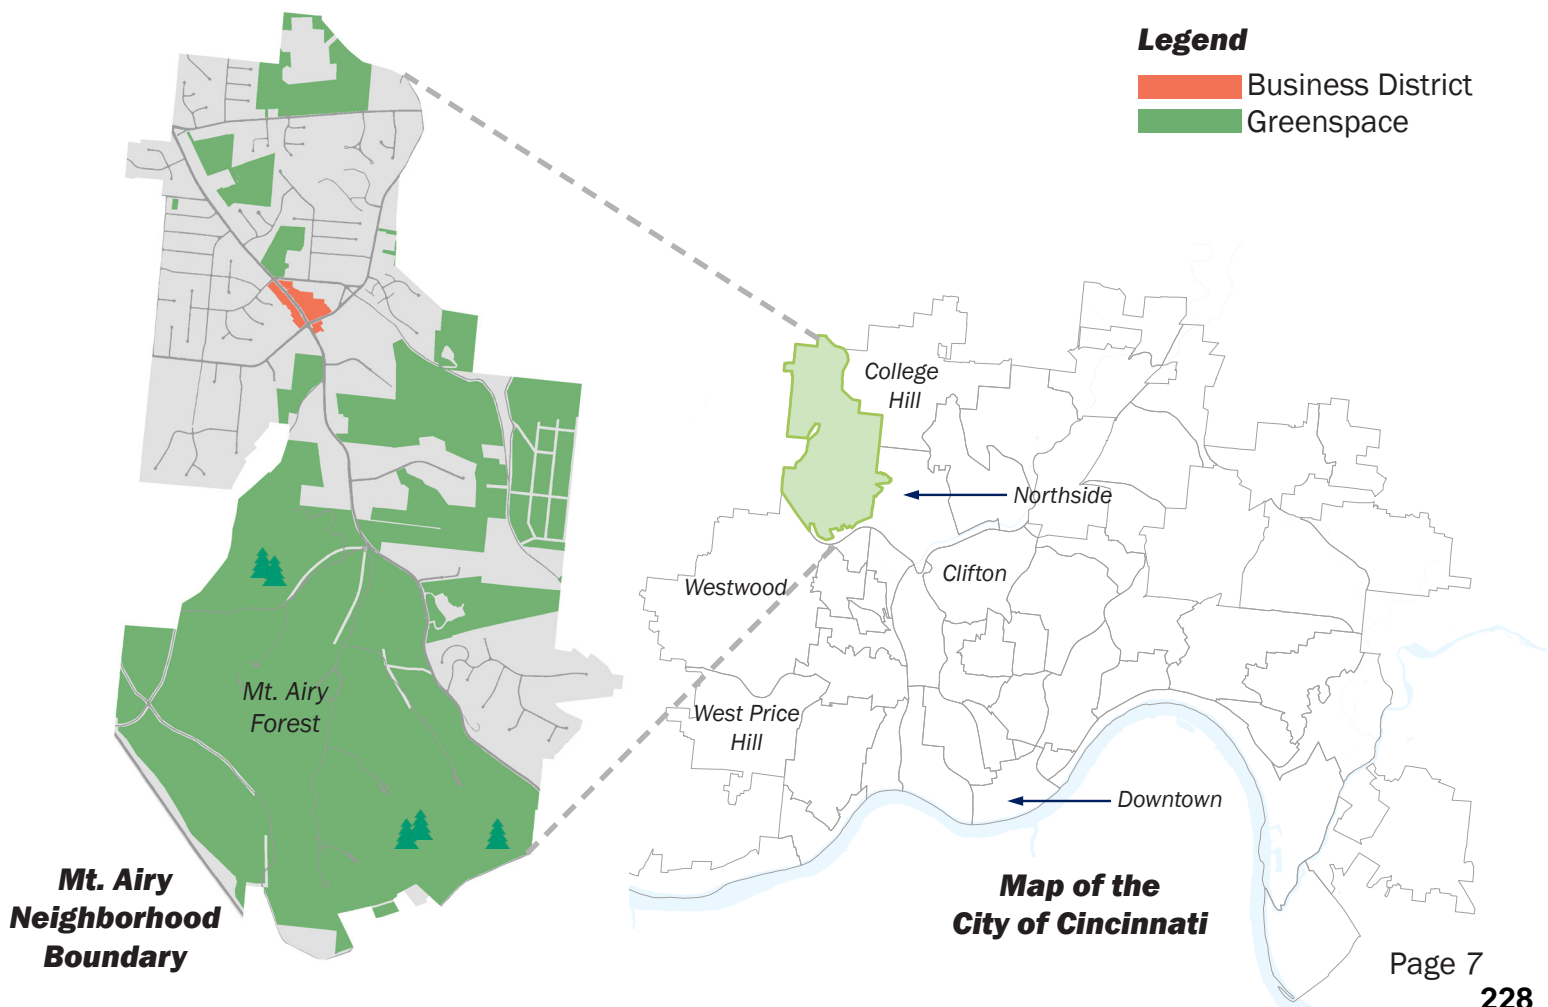 Legend
Business District
Greenspace
College
Hill
Northside
Westwood
Clifton
Mt. Airy
Forest
West Price
Hill
Downtown
Mt. Airy
Neighborhood
Boundary
Map of the
City of Cincinnati
Page 7
228